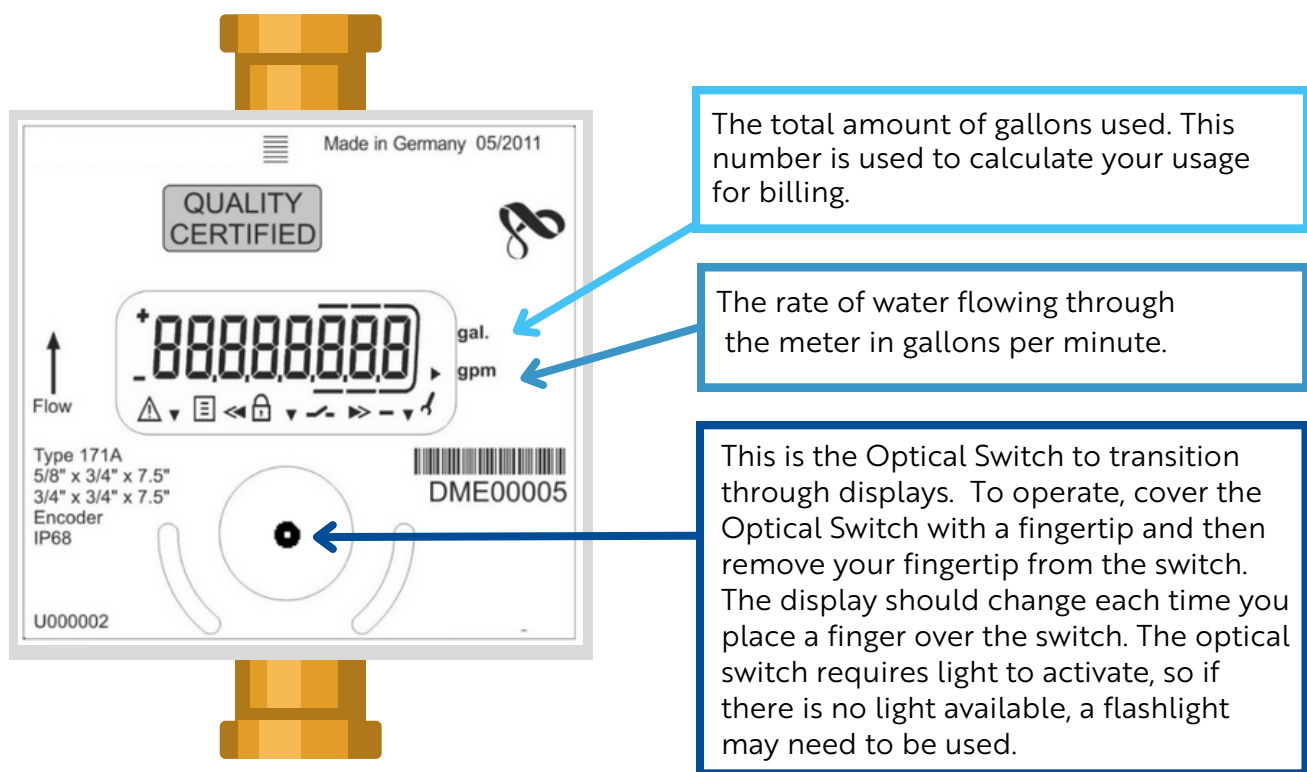 Made in Germany 05/2011
QUALITY
CERTIFIED
+
88888888
gal.
- gpm
Flow
Type 171A
5/8" x 3/4" x 7.5"
3/4" x 3/4" x 7.5"
Encoder
IP68
DME00005
U000002
The total amount of gallons used. This
number is used to calculate your usage
for billing.
The rate of water flowing through
the meter in gallons per minute.
This is the Optical Switch to transition
through displays. To operate, cover the
Optical Switch with a fingertip and then
remove your fingertip from the switch.
The display should change each time you
place a finger over the switch. The optical
switch requires light to activate, so if
there is no light available, a flashlight
may need to be used.